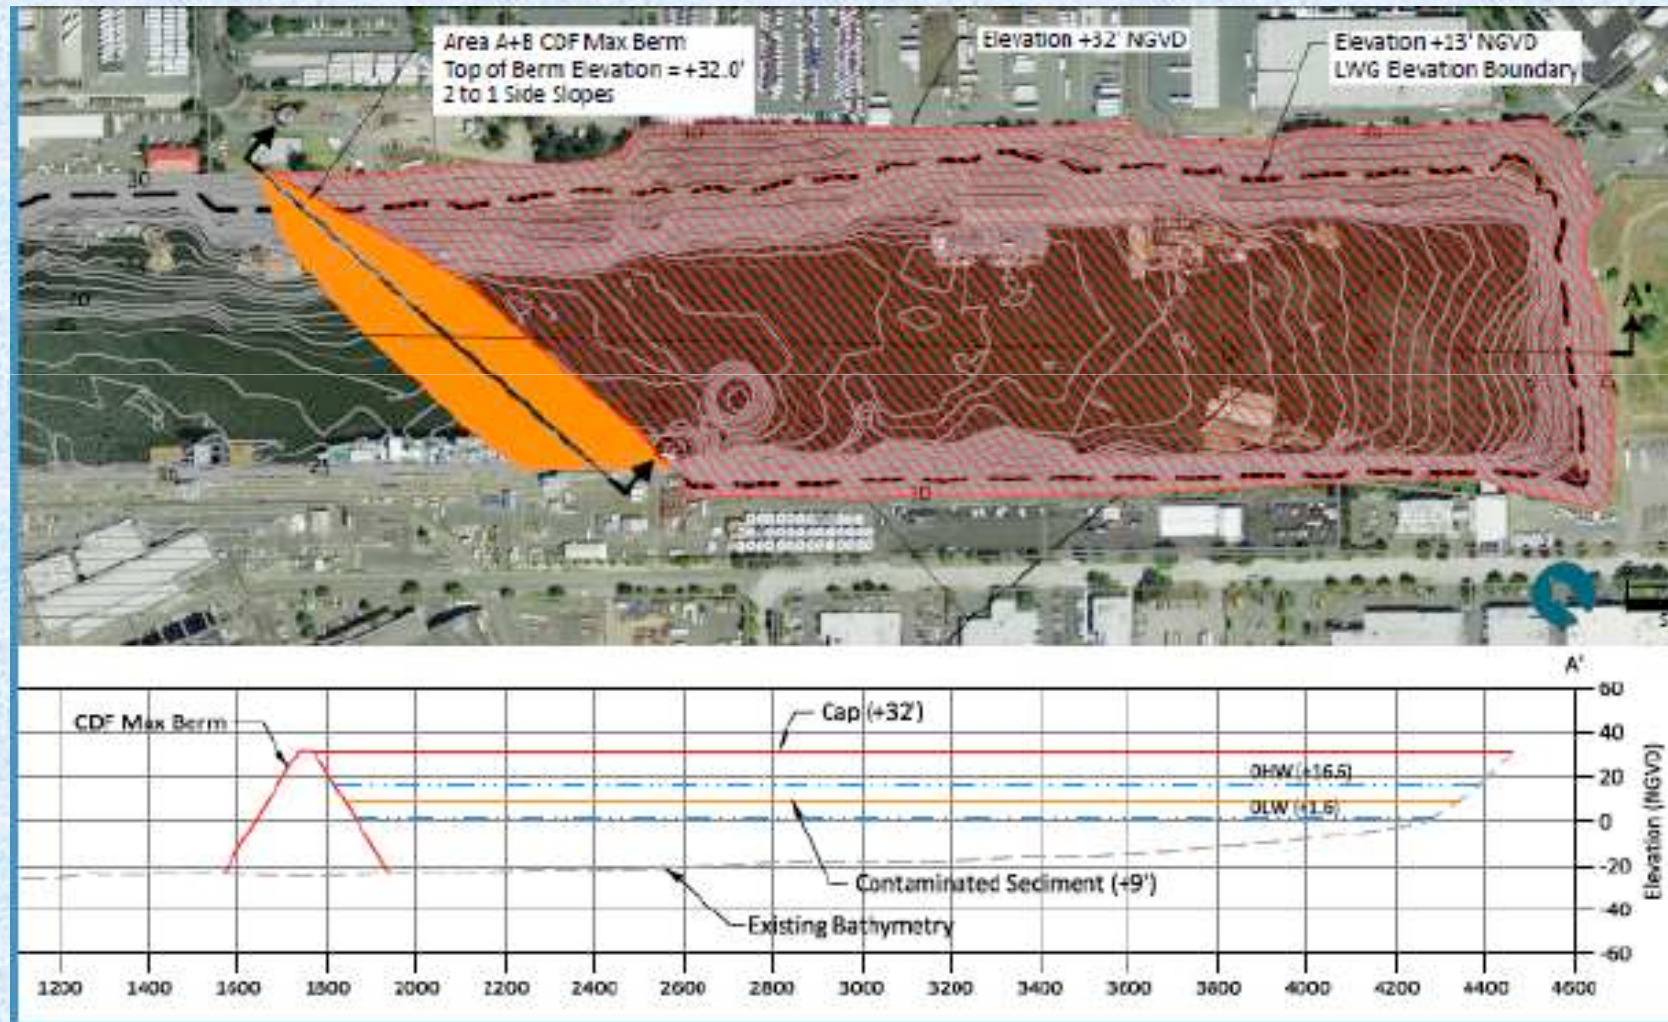 Area A+B CDF Max Berm
Top of Berm Elevation = +32.0'
2 to 1 Side Slopes
Elevation +32' NGVD
Elevation +13' NGVD
LWG Elevation Boundary
30
10
A'
A'
CDF Max Berm
Cap (+32')
OHW (+16.6)
OLW (+1.6)
Contaminated Sediment (+9')
Existing Bathymetry
60
40
20
0
-20
-40
-60
Elevation (NGVD)
1200 1400 1600 1800 2000 2200 2400 2600 2800 3000 3200 3400 3600 3800 4000 4200 4400 4600